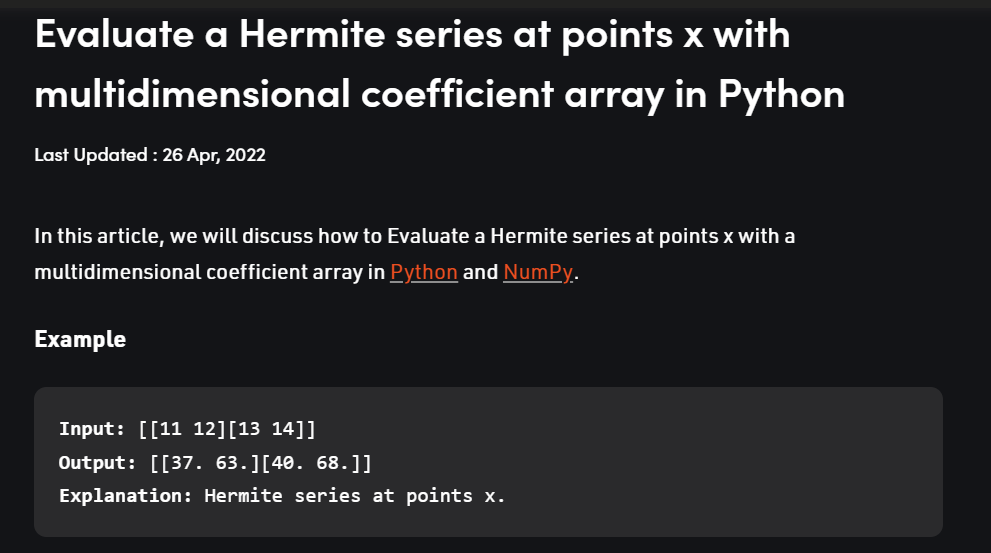 Evaluate a Hermite series at points x with
multidimensional coefficient array in Python
Last Updated : 26 Apr, 2022
In this article, we will discuss how to Evaluate a Hermite series at points x with a
multidimensional coefficient array in Python and NumPy.
Example
Input: [[11 12][13 14]]
Output: [[37. 63.][40. 68.]]
Explanation: Hermite series at points x.